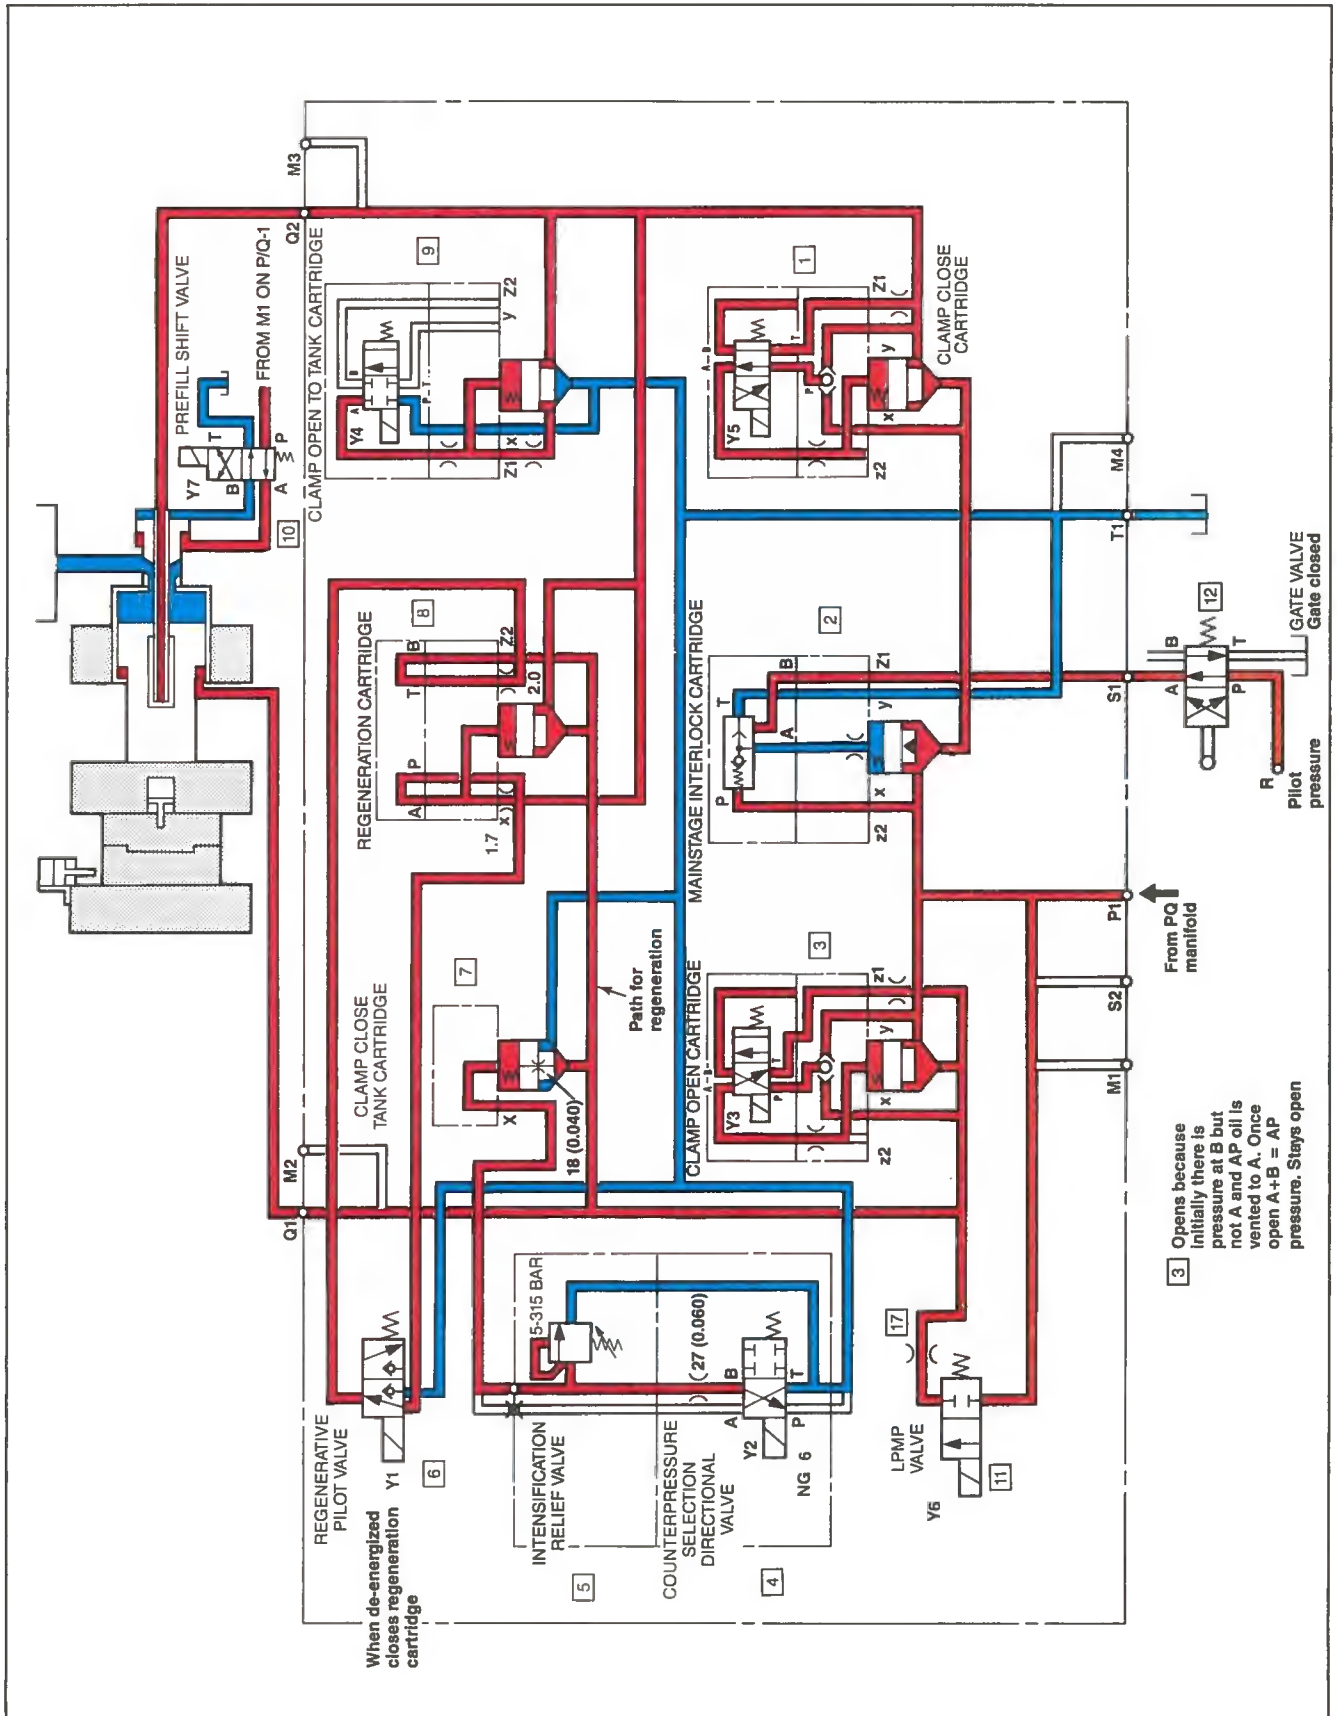 M3
Q2
FROM M1 ON P/Q-1
PREFILL SHIFT VALVE
Y7
T
B
P
A
10
CLAMP OPEN TO TANK CARTRIDGE
9
Y4
A
B
P
T
Z2
y
x
Z1
1
Y5
A
B
P
T
Z1
y
x
z2
CLAMP CLOSE
CARTRIDGE
REGENERATION CARTRIDGE
8
B
T
P
A
Z2
2.0
x
1.7
MAINSTAGE INTERLOCK CARTRIDGE
2
T
B
A
P
Z1
y
x
z2
M4
T1
S1
12
B
A
T
P
GATE VALVE
Gate closed
R
Pilot
pressure
CLAMP CLOSE
TANK CARTRIDGE
7
X
18 (0.040)
Path for
regeneration
CLAMP OPEN CARTRIDGE
3
Y3
A
B
P
T
z1
y
x
z2
P1
From PQ
manifold
S2
M1
M2
Q1
REGENERATIVE
PILOT VALVE
Y1
6
When de-energized
closes regeneration
cartridge
5-315 BAR
INTENSIFICATION
RELIEF VALVE
5
27 (0.060)
B
A
T
P
Y2
NG 6
COUNTERPRESSURE
SELECTION
DIRECTIONAL
VALVE
4
17
LPMP
VALVE
11
Y6
3 Opens because
initially there is
pressure at B but
not A and AP oil is
vented to A. Once
open A+B = AP
pressure. Stays open